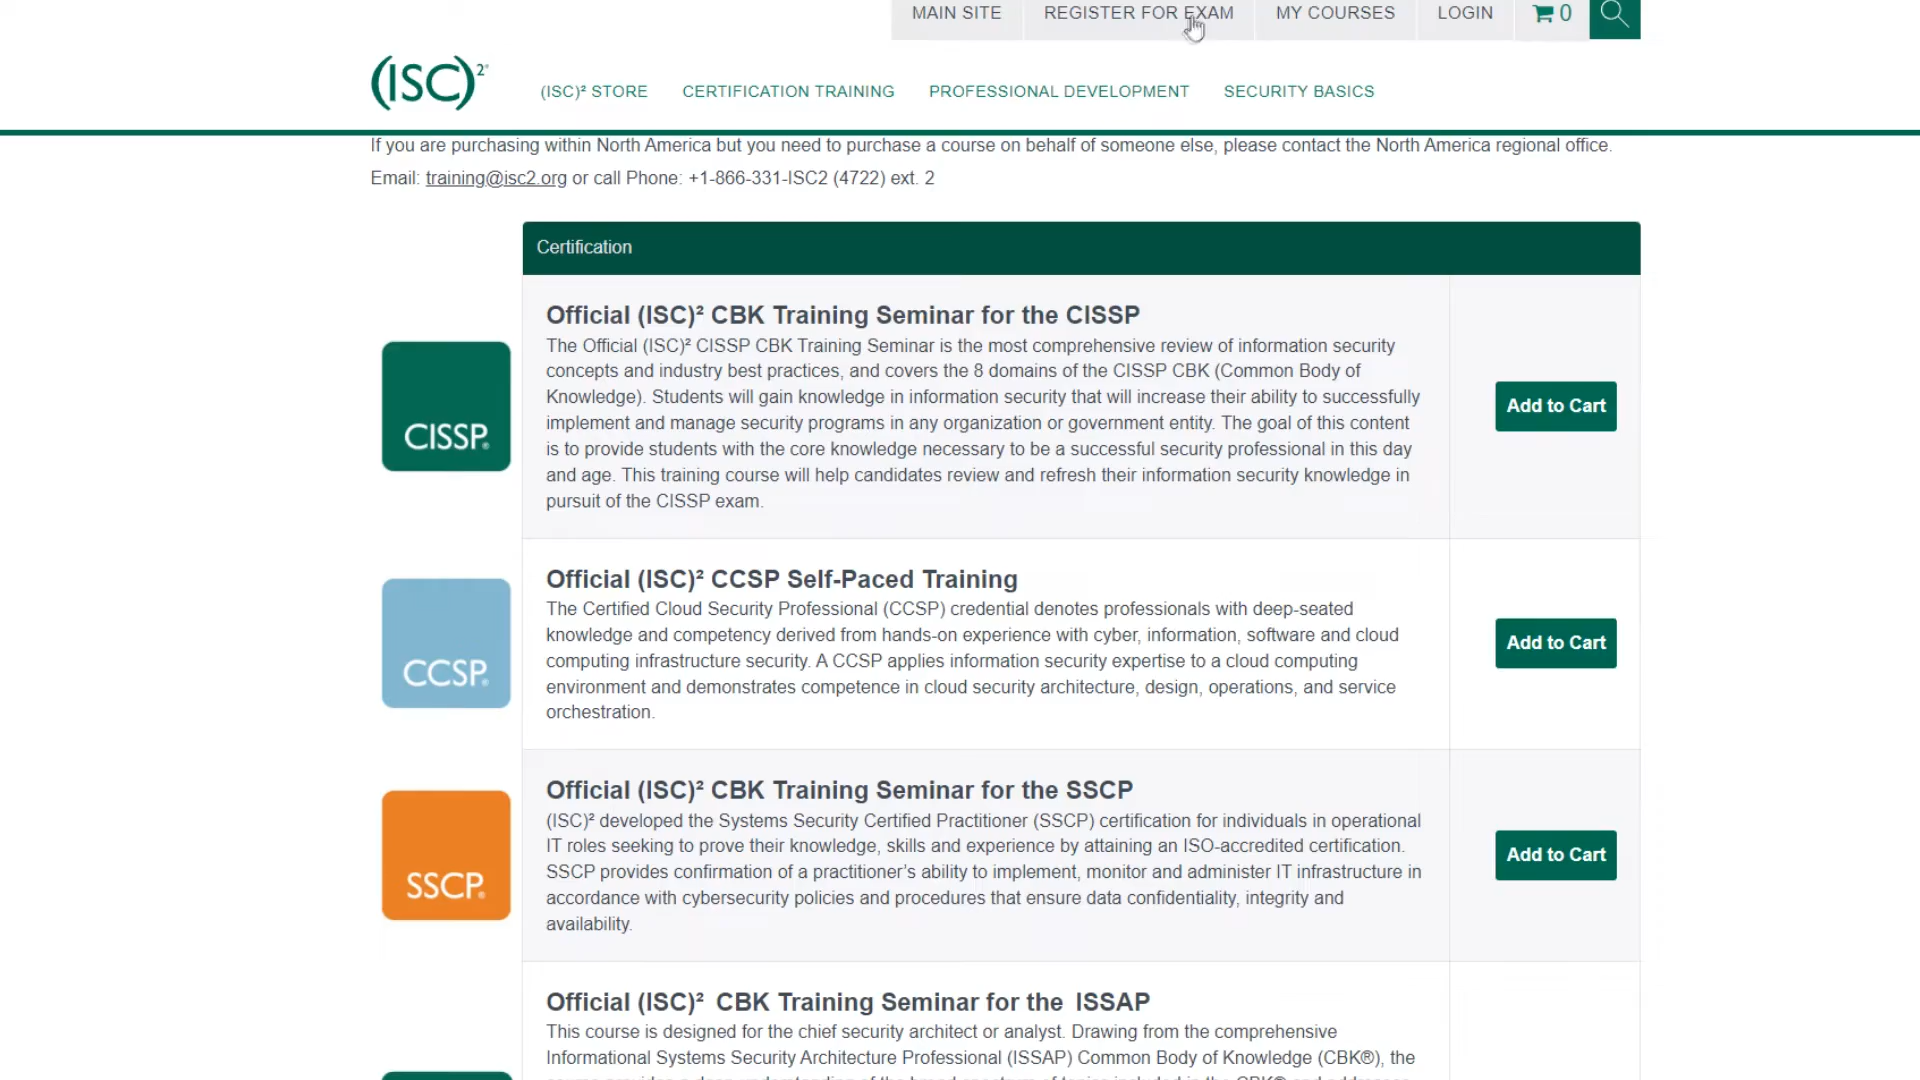 MAIN SITE REGISTER FOR EXAM MY COURSES LOGIN 0
(ISC)²® (ISC)² STORE CERTIFICATION TRAINING PROFESSIONAL DEVELOPMENT SECURITY BASICS
If you are purchasing within North America but you need to purchase a course on behalf of someone else, please contact the North America regional office.
Email: training@isc2.org or call Phone: +1-866-331-ISC2 (4722) ext. 2
Certification
Official (ISC)² CBK Training Seminar for the CISSP
The Official (ISC)² CISSP CBK Training Seminar is the most comprehensive review of information security
concepts and industry best practices, and covers the 8 domains of the CISSP CBK (Common Body of
Knowledge). Students will gain knowledge in information security that will increase their ability to successfully
implement and manage security programs in any organization or government entity. The goal of this content
is to provide students with the core knowledge necessary to be a successful security professional in this day
and age. This training course will help candidates review and refresh their information security knowledge in
pursuit of the CISSP exam.
CISSP®
Add to Cart
Official (ISC)² CCSP Self-Paced Training
The Certified Cloud Security Professional (CCSP) credential denotes professionals with deep-seated
knowledge and competency derived from hands-on experience with cyber, information, software and cloud
computing infrastructure security. A CCSP applies information security expertise to a cloud computing
environment and demonstrates competence in cloud security architecture, design, operations, and service
orchestration.
CCSP®
Add to Cart
Official (ISC)² CBK Training Seminar for the SSCP
(ISC)² developed the Systems Security Certified Practitioner (SSCP) certification for individuals in operational
IT roles seeking to prove their knowledge, skills and experience by attaining an ISO-accredited certification.
SSCP provides confirmation of a practitioner's ability to implement, monitor and administer IT infrastructure in
accordance with cybersecurity policies and procedures that ensure data confidentiality, integrity and
availability.
SSCP®
Add to Cart
Official (ISC)² CBK Training Seminar for the ISSAP
This course is designed for the chief security architect or analyst. Drawing from the comprehensive
Informational Systems Security Architecture Professional (ISSAP) Common Body of Knowledge (CBK®), the